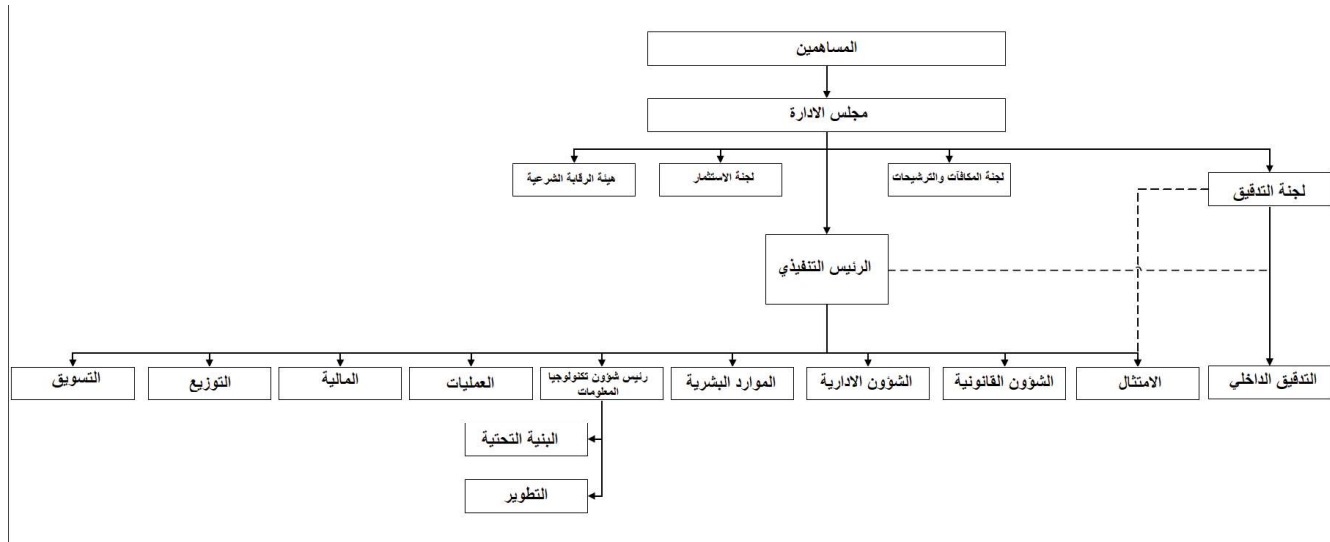 المساهمين
مجلس الادارة
لجنة التدقيق
لجنة المكافآت والترشيحات
لجنة الاستثمار
هيئة الرقابة الشرعية
الرئيس التنفيذي
التدقيق الداخلي
الامتثال
الشؤون القانونية
الشؤون الادارية
الموارد البشرية
رئيس شؤون تكنولوجيا
المعلومات
العمليات
المالية
التوزيع
التسويق
البنية التحتية
التطوير